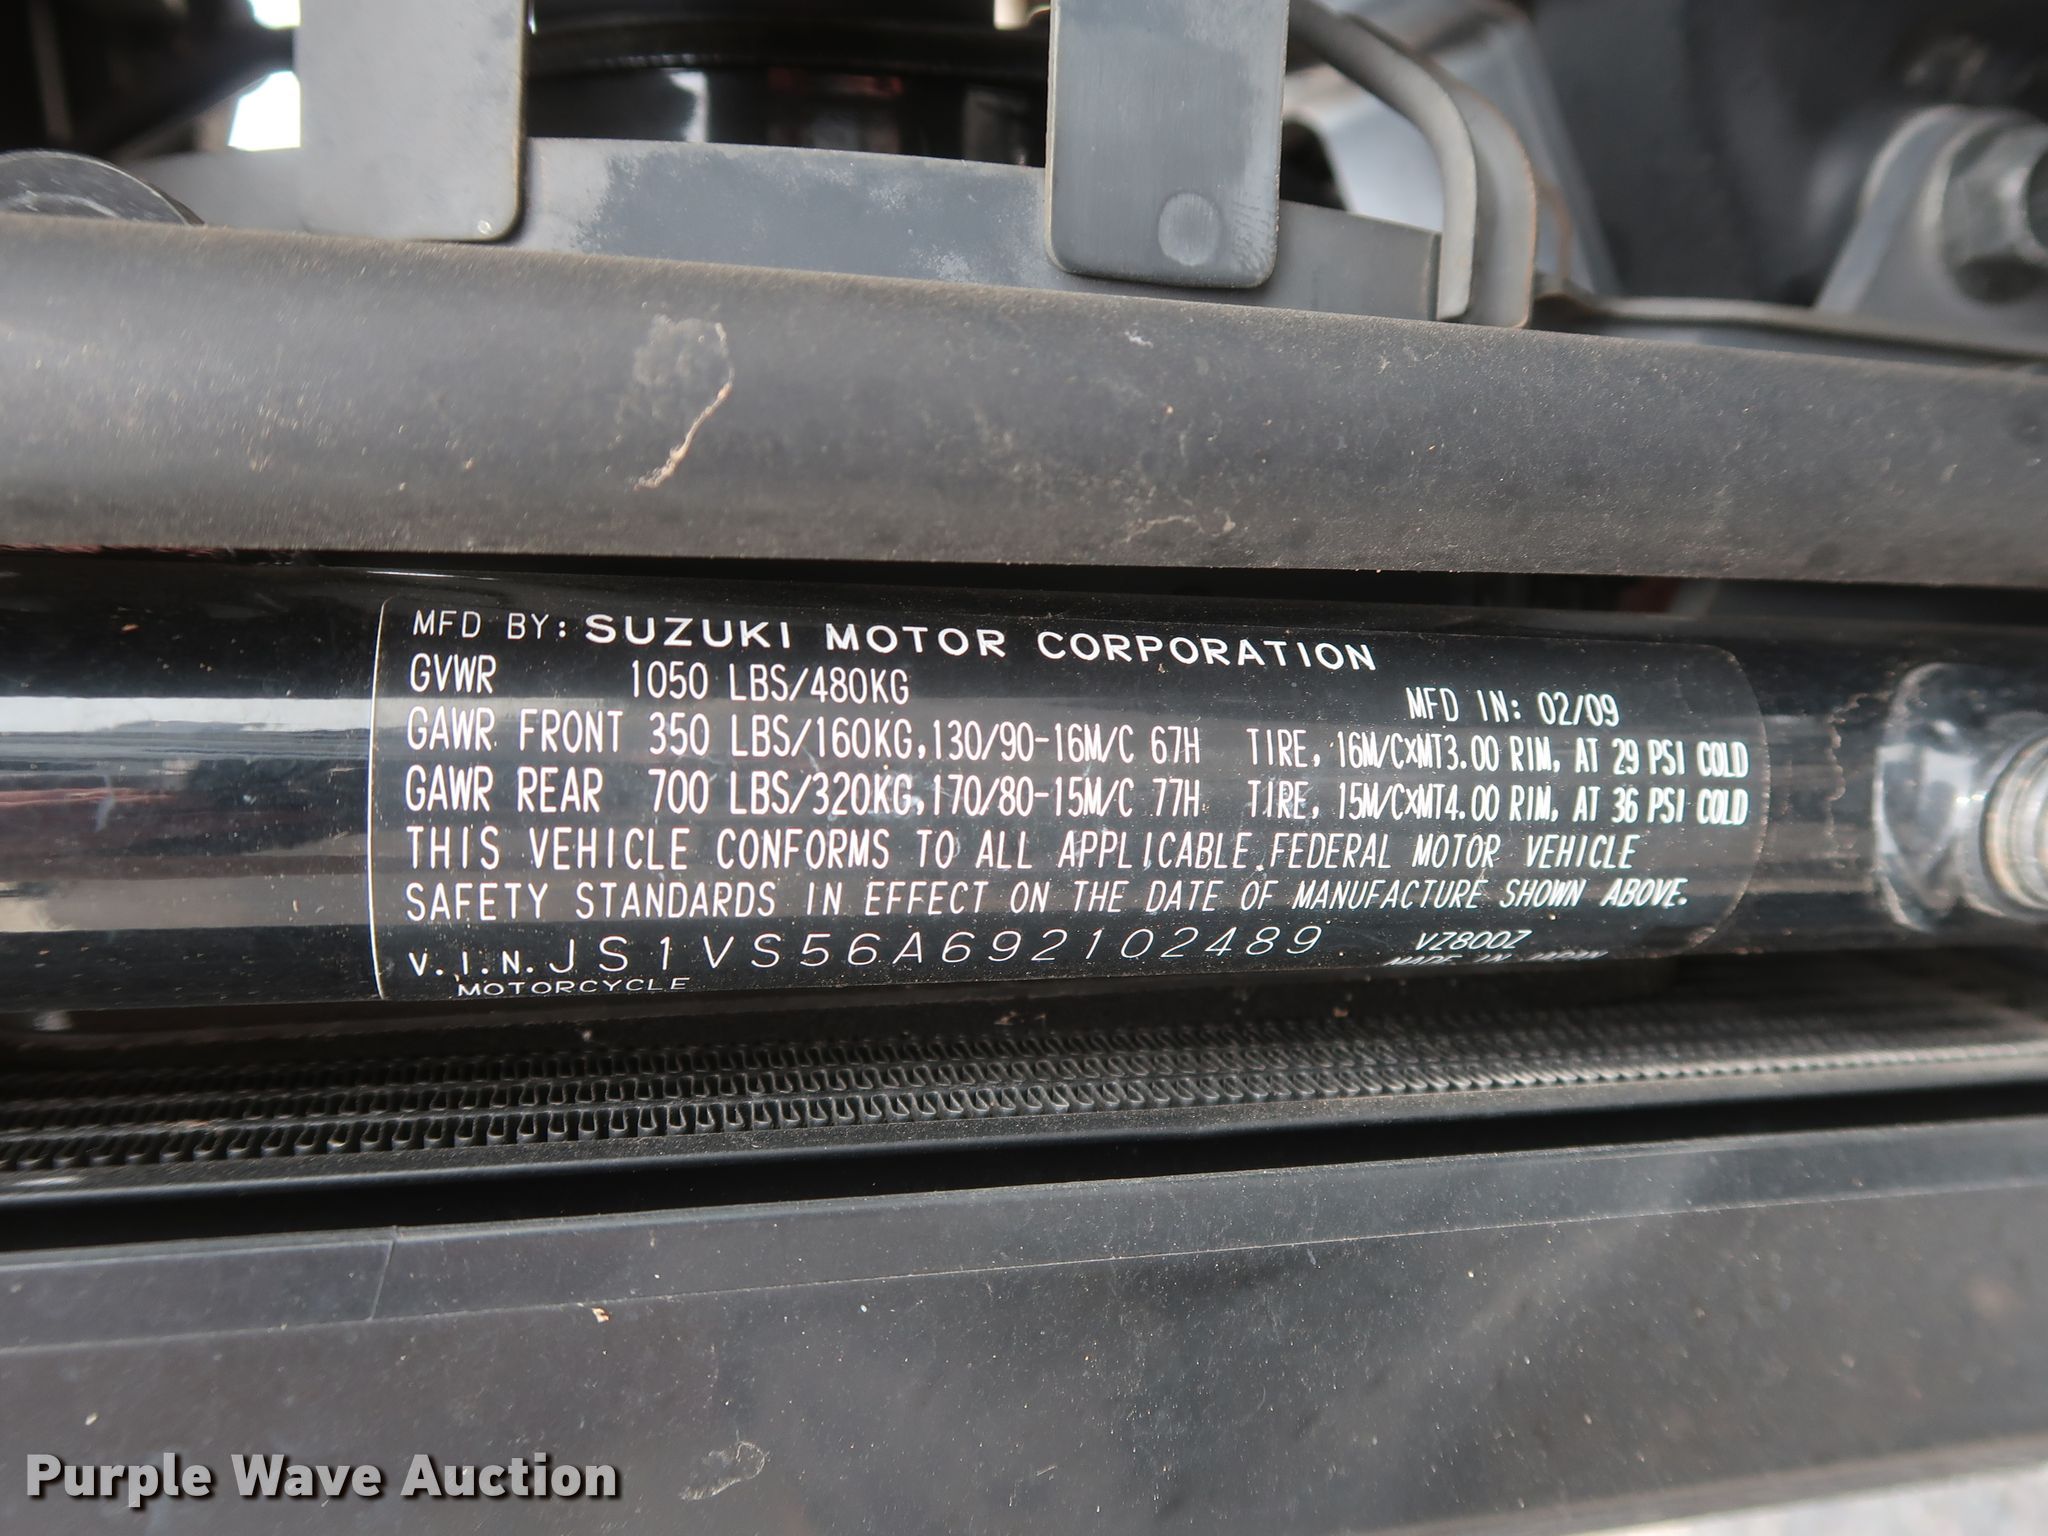 MFD BY: SUZUKI MOTOR CORPORATION
GVWR 1050 LBS/480KG MFD IN: 02/09
GAWR FRONT 350 LBS/160KG,130/90-16M/C 67H TIRE, 16M/CxMT3.00 RIM, AT 29 PSI COLD
GAWR REAR 700 LBS/320KG,170/80-15M/C 77H TIRE, 15M/CxMT4.00 RIM, AT 36 PSI COLD
THIS VEHICLE CONFORMS TO ALL APPLICABLE FEDERAL MOTOR VEHICLE
SAFETY STANDARDS IN EFFECT ON THE DATE OF MANUFACTURE SHOWN ABOVE.
V.I.N. JS1VS56A692102489 VZ800Z
MOTORCYCLE MADE IN JAPAN
Purple Wave Auction